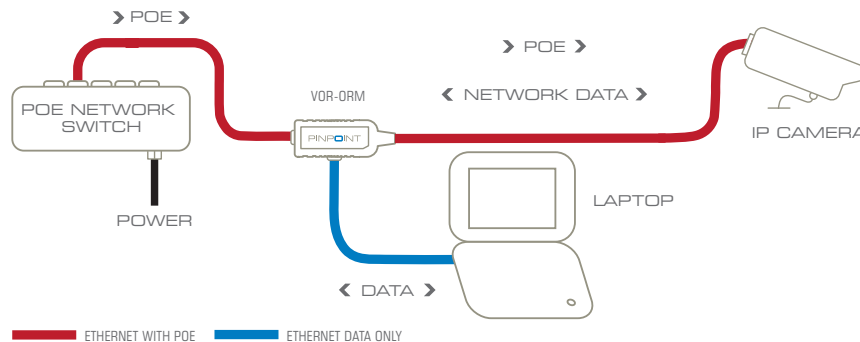 POE
POE NETWORK
SWITCH
POWER
VOR-ORM
PINPOINT
POE
NETWORK DATA
IP CAMERA
LAPTOP
DATA
ETHERNET WITH POE
ETHERNET DATA ONLY